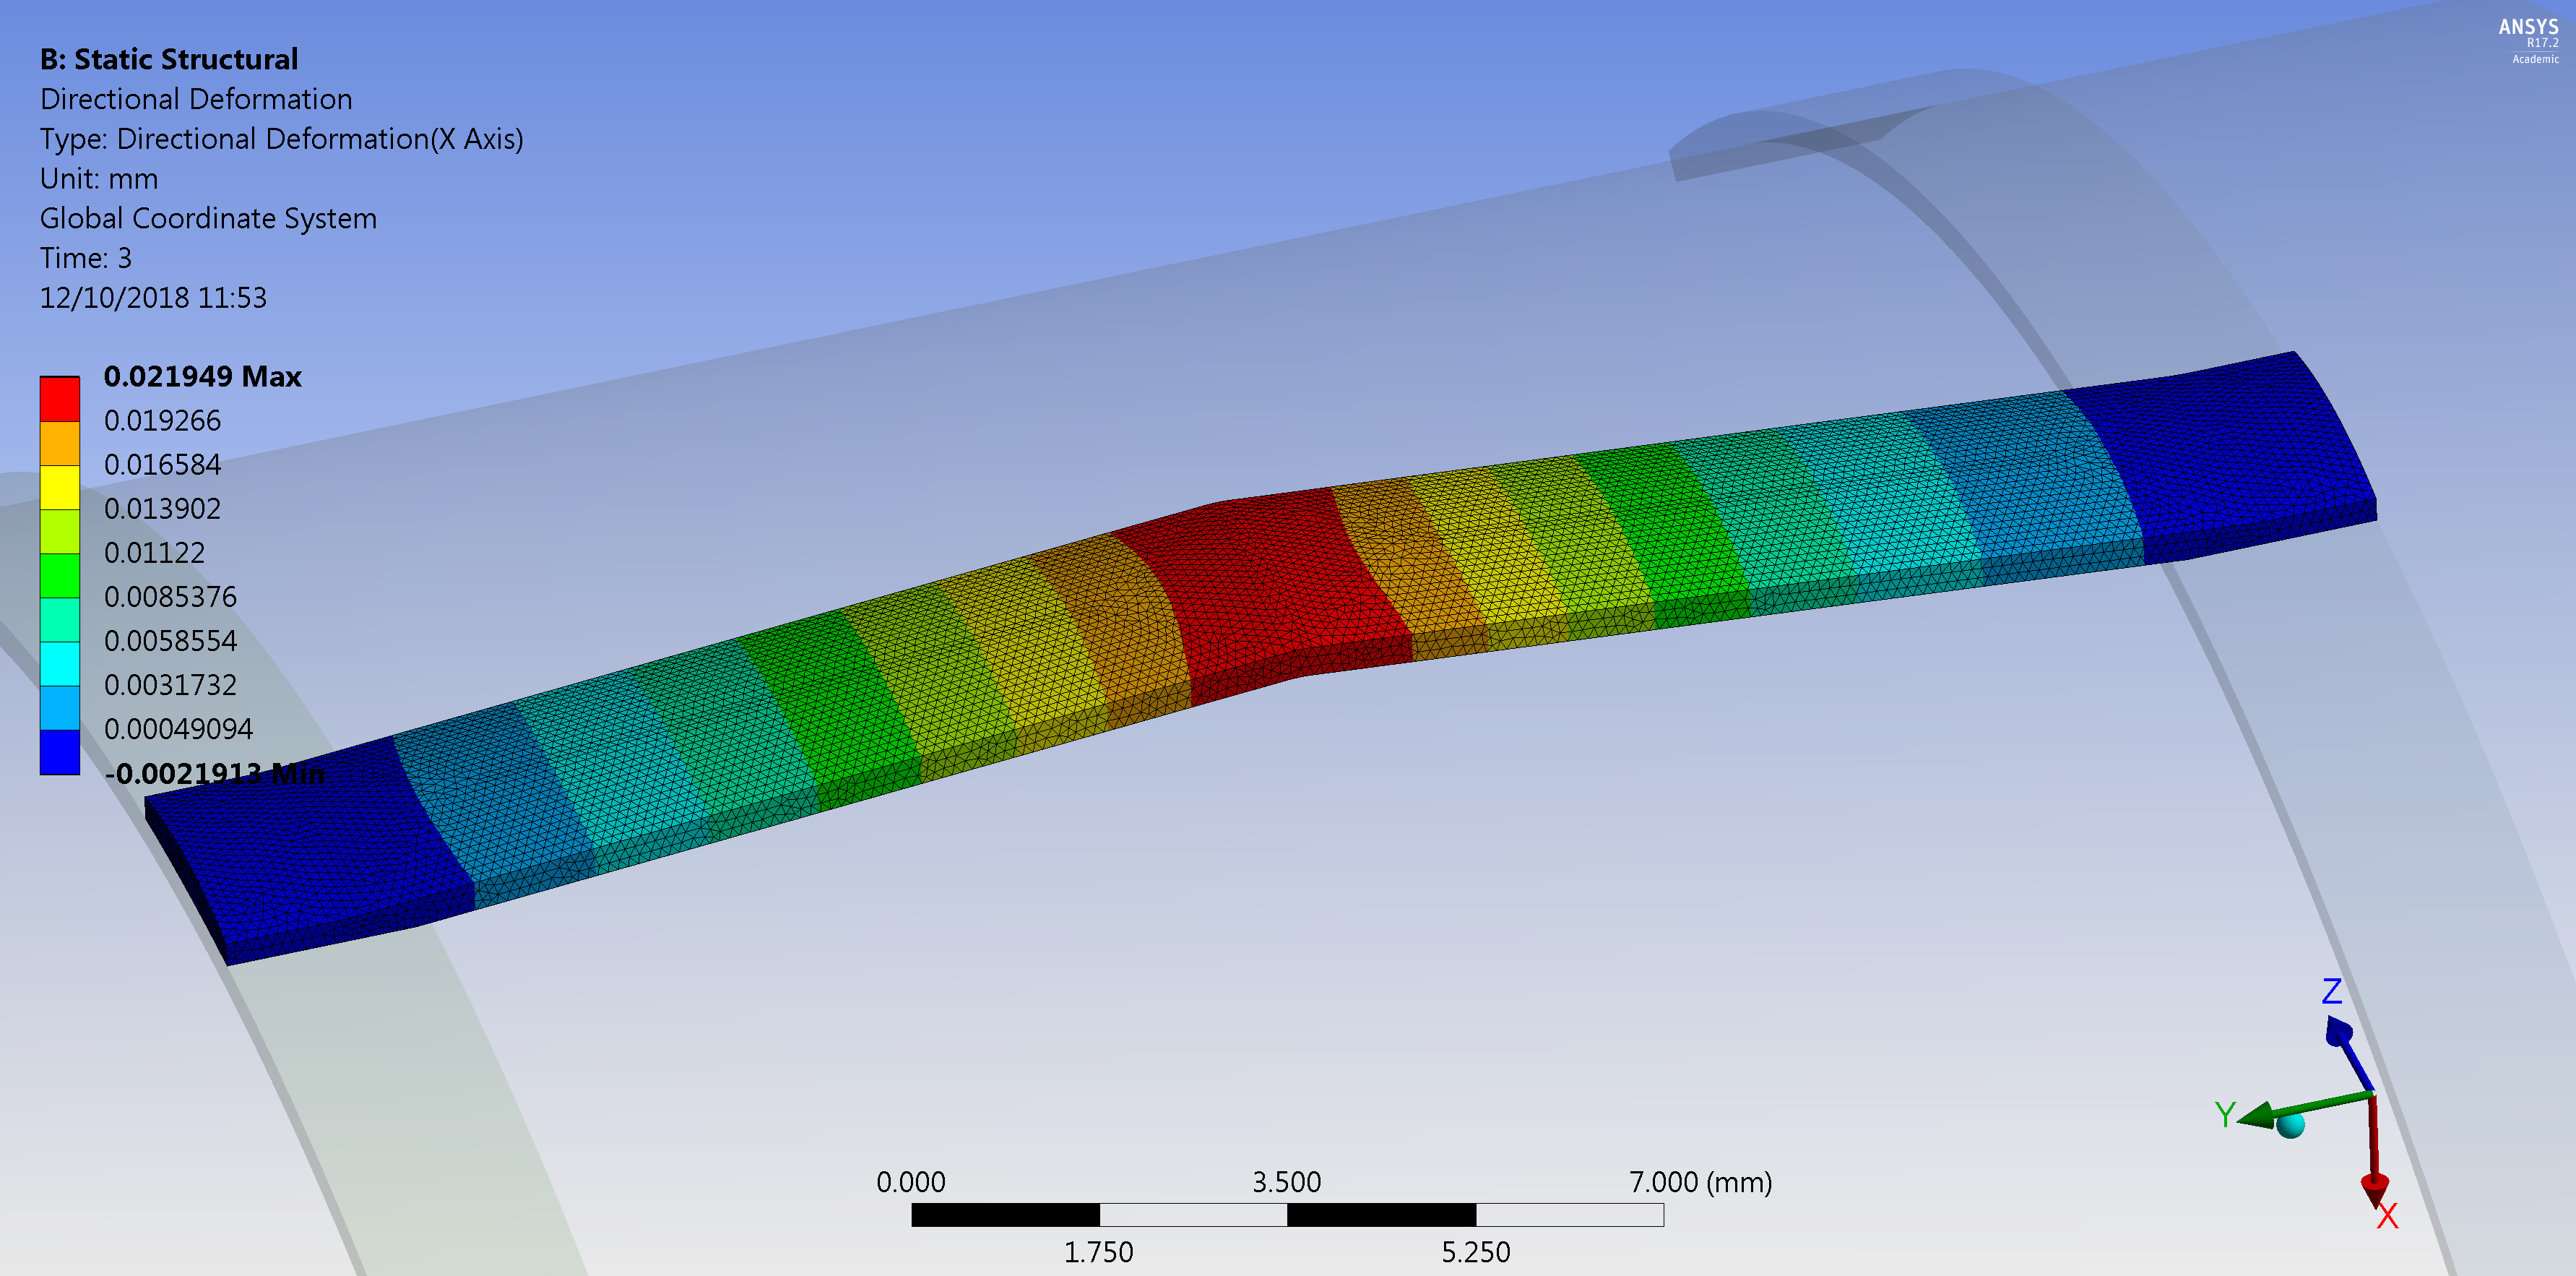 B: Static Structural
Directional Deformation
Type: Directional Deformation(X Axis)
Unit: mm
Global Coordinate System
Time: 3
12/10/2018 11:53
ANSYS
R17.2
Academic
0.021949 Max
0.019266
0.016584
0.013902
0.01122
0.0085376
0.0058554
0.0031732
0.00049094
-0.0021913 Min
Z
Y
X
0.000 3.500 7.000 (mm)
1.750 5.250